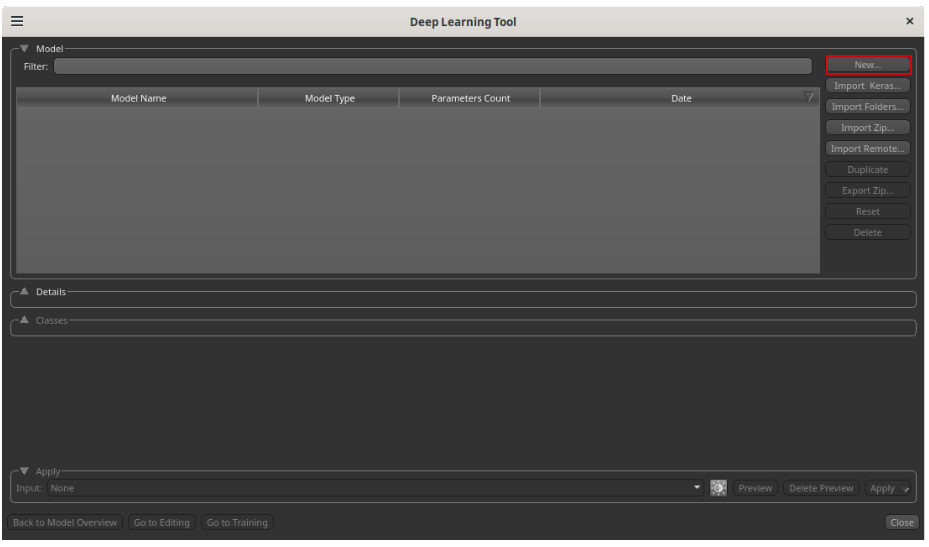 Deep Learning Tool
Model
Filter:
New...
Import Keras...
Import Folders...
Import Zip...
Import Remote...
Duplicate
Export Zip...
Reset
Delete
Model Name Model Type Parameters Count Date
Details
Classes
Apply
Input: None Preview Delete Preview Apply
Back to Model Overview Go to Editing Go to Training Close